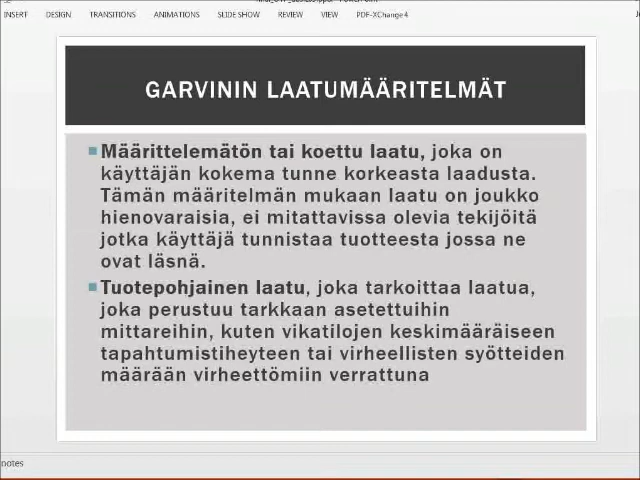 INSERT DESIGN TRANSITIONS ANIMATIONS SLIDE SHOW REVIEW VIEW PDF-XChange 4
GARVININ LAATUMÄÄRITELMÄT
Määrittelemätön tai koettu laatu, joka on
käyttäjän kokema tunne korkeasta laadusta.
Tämän määritelmän mukaan laatu on joukko
hienovaraisia, ei mitattavissa olevia tekijöitä
jotka käyttäjä tunnistaa tuotteesta jossa ne
ovat läsnä.
Tuotepohjainen laatu, joka tarkoittaa laatua,
joka perustuu tarkkaan asetettuihin
mittareihin, kuten vikatilojen keskimääräiseen
tapahtumistiheyteen tai virheellisten syötteiden
määrään virheettömiin verrattuna
notes